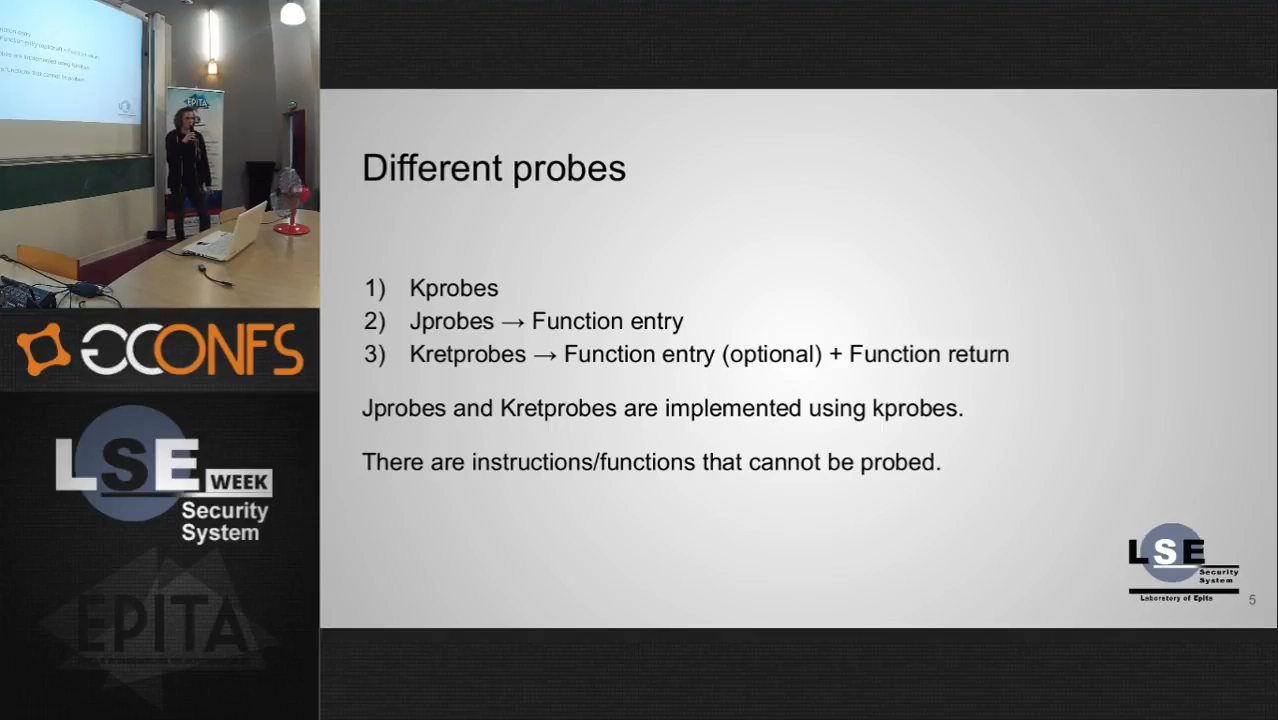 Different probes
1) Kprobes
2) Jprobes → Function entry
3) Kretprobes → Function entry (optional) + Function return
Jprobes and Kretprobes are implemented using kprobes.
There are instructions/functions that cannot be probed.
LSE
Security
System
Laboratory of Epita
5
EPITA
CONFS
LSE WEEK
Security
System
EPITA